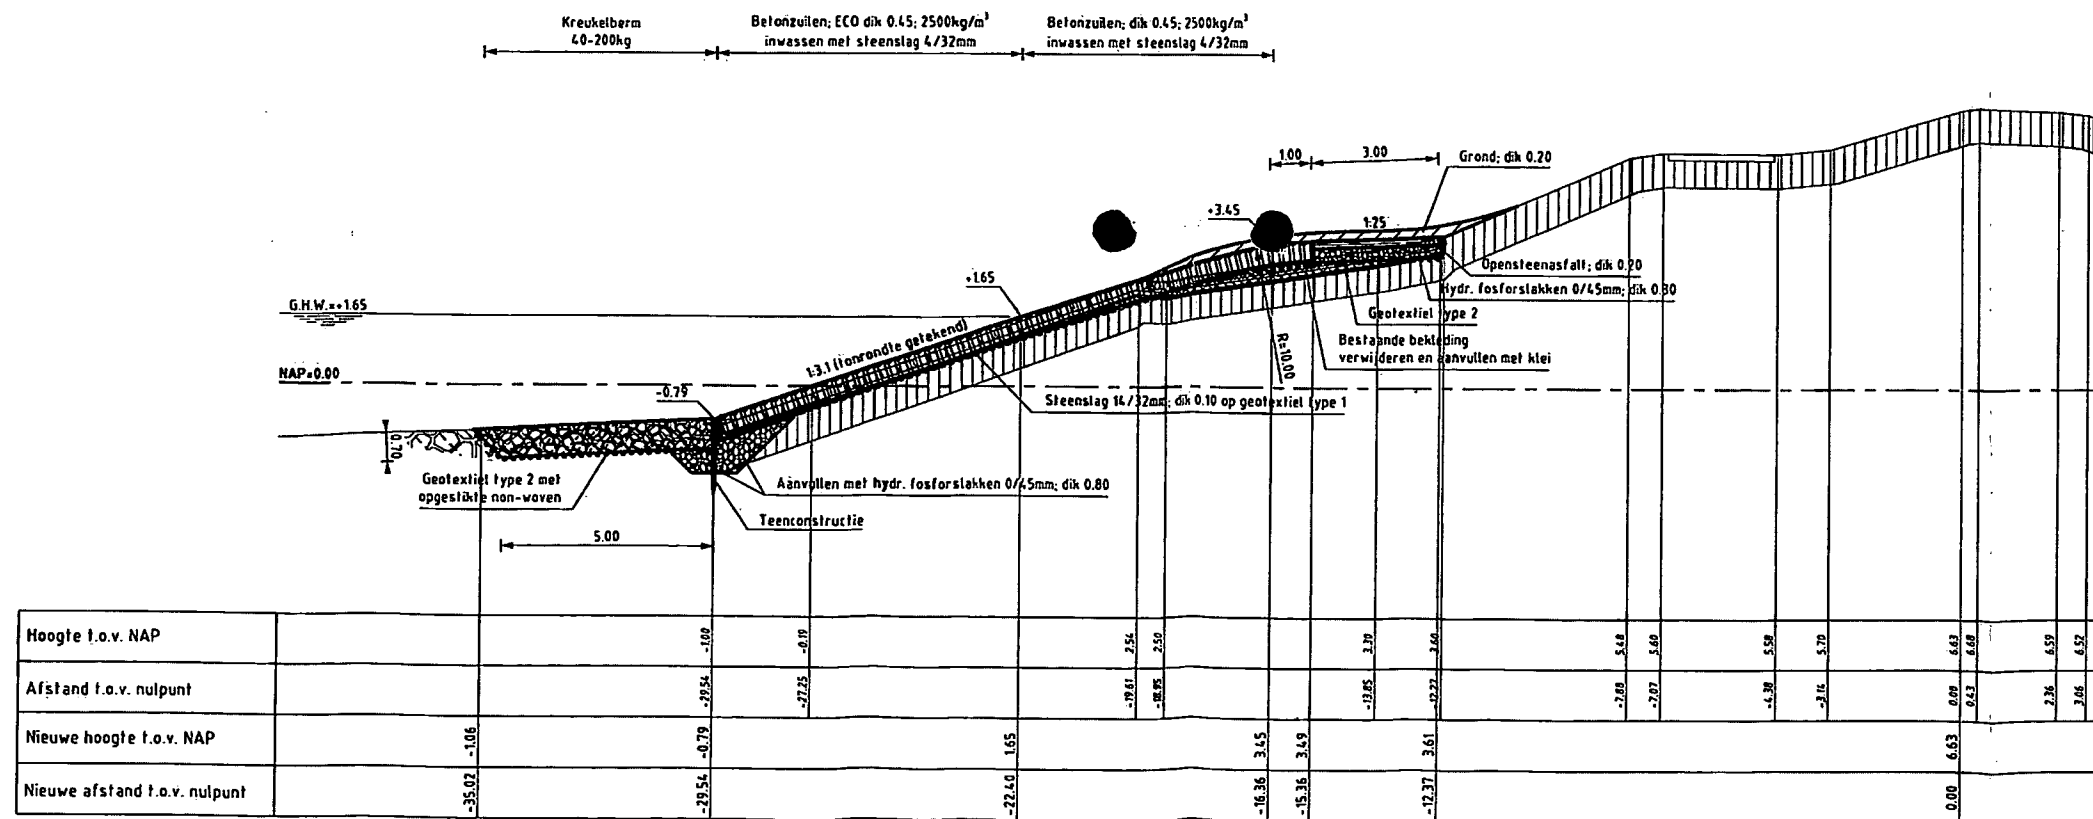 Kreukelberm
40-200kg
Betonzuilen; ECO dik 0.45; 2500kg/m³
inwassen met steenslag 4/32mm
Betonzuilen; dik 0.45; 2500kg/m³
inwassen met steenslag 4/32mm
1.00
3.00
Grond; dik 0.20
+3.45
1:25
+1.65
Opensteenasfalt; dik 0.20
Hydr. fosforslakken 0/45mm; dik 0.80
G.H.W.=+1.65
Geotextiel type 2
Bestaande bekleding
verwijderen en aanvullen met klei
R=10.00
1:3.1 (tonrondte getekend)
NAP=0.00
-0.79
Steenslag 14/32mm; dik 0.10 op geotextiel type 1
0.70
Geotextiel type 2 met
opgestikte non-woven
Aanvullen met hydr. fosforslakken 0/45mm; dik 0.80
Teenconstructie
5.00
Hoogte t.o.v. NAP -1.00 -0.19 2.54 2.50 3.30 3.60 5.48 5.60 5.58 5.70 6.63 6.68 6.59 6.52
Afstand t.o.v. nulpunt -29.54 -27.25 -19.61 -18.95 -13.85 -12.27 -7.88 -7.07 -4.38 -3.14 0.00 0.43 2.36 3.06
Nieuwe hoogte t.o.v. NAP -1.06 -0.79 1.65 3.45 3.49 3.61 6.63
Nieuwe afstand t.o.v. nulpunt -35.02 -29.54 -22.40 -16.36 -15.36 -12.37 0.00